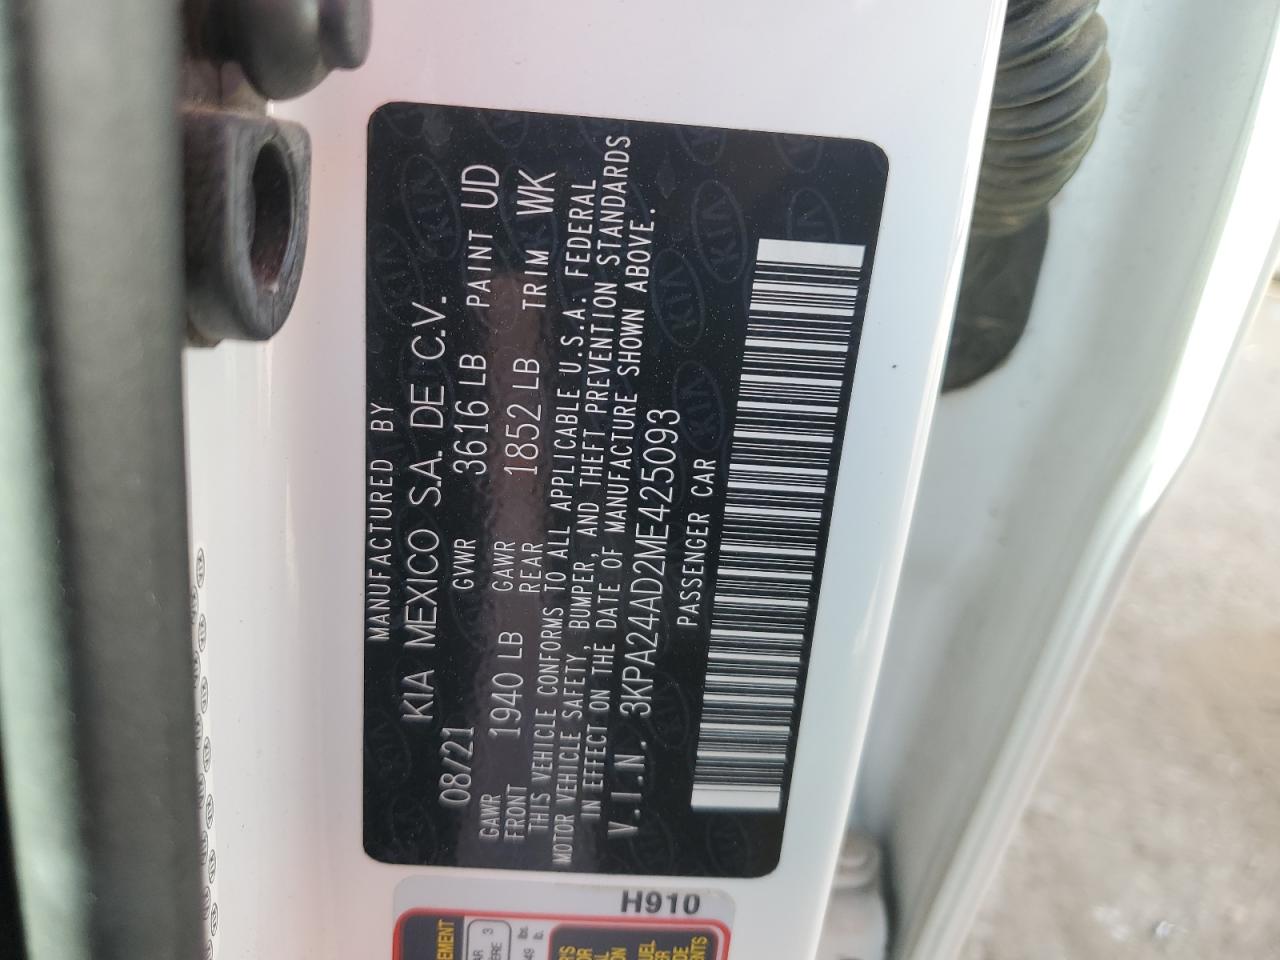 MANUFACTURED BY
KIA MEXICO S.A. DE C.V.
08/21 GVWR 3616 LB PAINT UD
GAWR FRONT 1940 LB GAWR REAR 1852 LB TRIM WK
THIS VEHICLE CONFORMS TO ALL APPLICABLE U.S.A. FEDERAL
MOTOR VEHICLE SAFETY, BUMPER, AND THEFT PREVENTION STANDARDS
IN EFFECT ON THE DATE OF MANUFACTURE SHOWN ABOVE.
V.I.N. 3KPA24AD2ME425093
PASSENGER CAR
H910